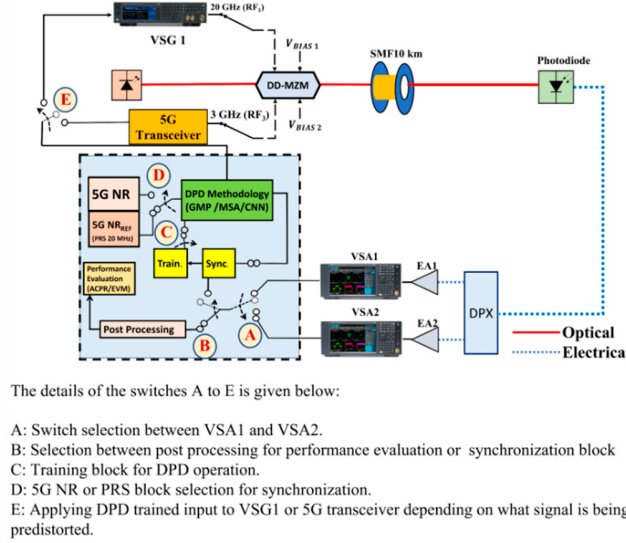 20 GHz (RF₁)
VSG 1
V_BIAS 1
SMF10 km
Photodiode
DD-MZM
E
5G
Transceiver
3 GHz (RF₃)
V_BIAS 2
D
5G NR
DPD Methodology
(GMP /MSA/CNN)
5G NR_REF
(PRS 20 MHz)
C
Train.
Sync
Performance
Evaluation
(ACPR/EVM)
VSA1
EA1
VSA2
EA2
DPX
Post Processing
B
A
Optical
Electrica
The details of the switches A to E is given below:
A: Switch selection between VSA1 and VSA2.
B: Selection between post processing for performance evaluation or synchronization block
C: Training block for DPD operation.
D: 5G NR or PRS block selection for synchronization.
E: Applying DPD trained input to VSG1 or 5G transceiver depending on what signal is being
predistorted.